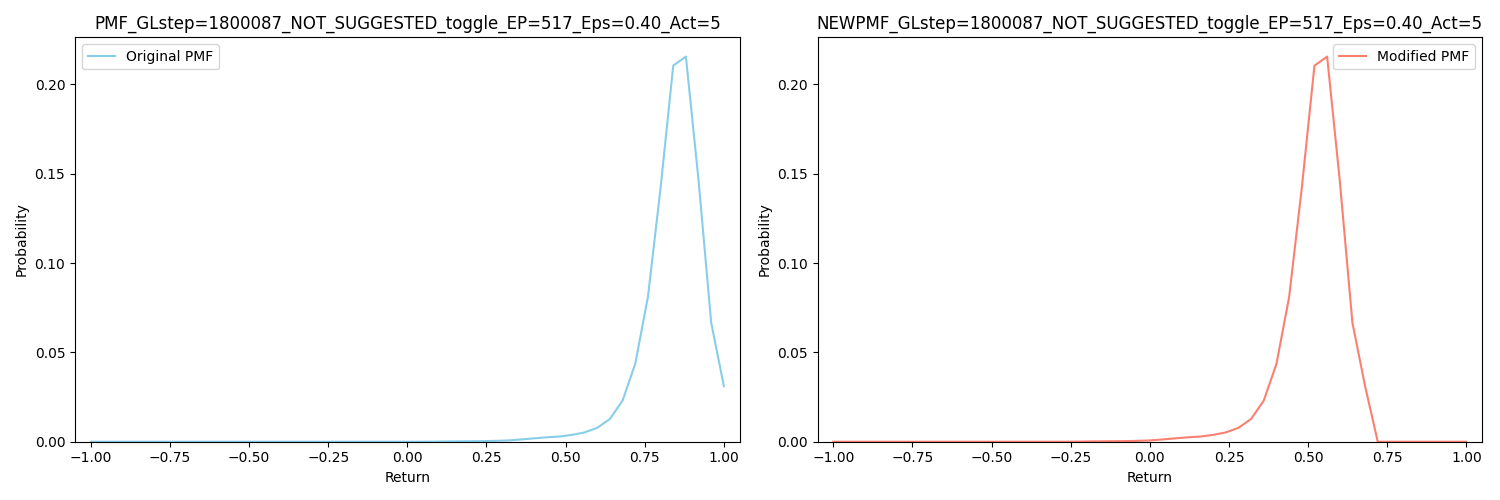 PMF_GLstep=1800087_NOT_SUGGESTED_toggle_EP=517_Eps=0.40_Act=5
Original PMF
Probability
0.20
0.15
0.10
0.05
0.00
−1.00 −0.75 −0.50 −0.25 0.00 0.25 0.50 0.75 1.00
Return
NEWPMF_GLstep=1800087_NOT_SUGGESTED_toggle_EP=517_Eps=0.40_Act=5
Modified PMF
Probability
0.20
0.15
0.10
0.05
0.00
−1.00 −0.75 −0.50 −0.25 0.00 0.25 0.50 0.75 1.00
Return